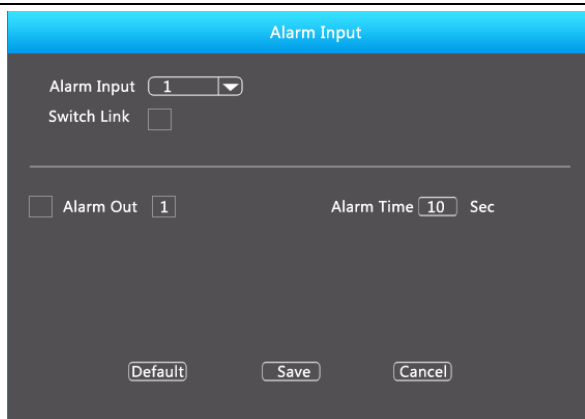 Alarm Input
Alarm Input 1
Switch Link
Alarm Out 1 Alarm Time 10 Sec
Default Save Cancel